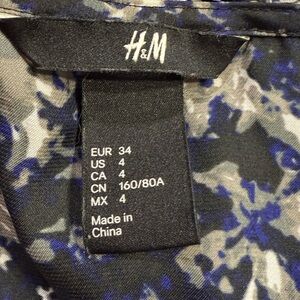 H&M
EUR 34
US 4
CA 4
CN 160/80A
MX 4
Made in
China